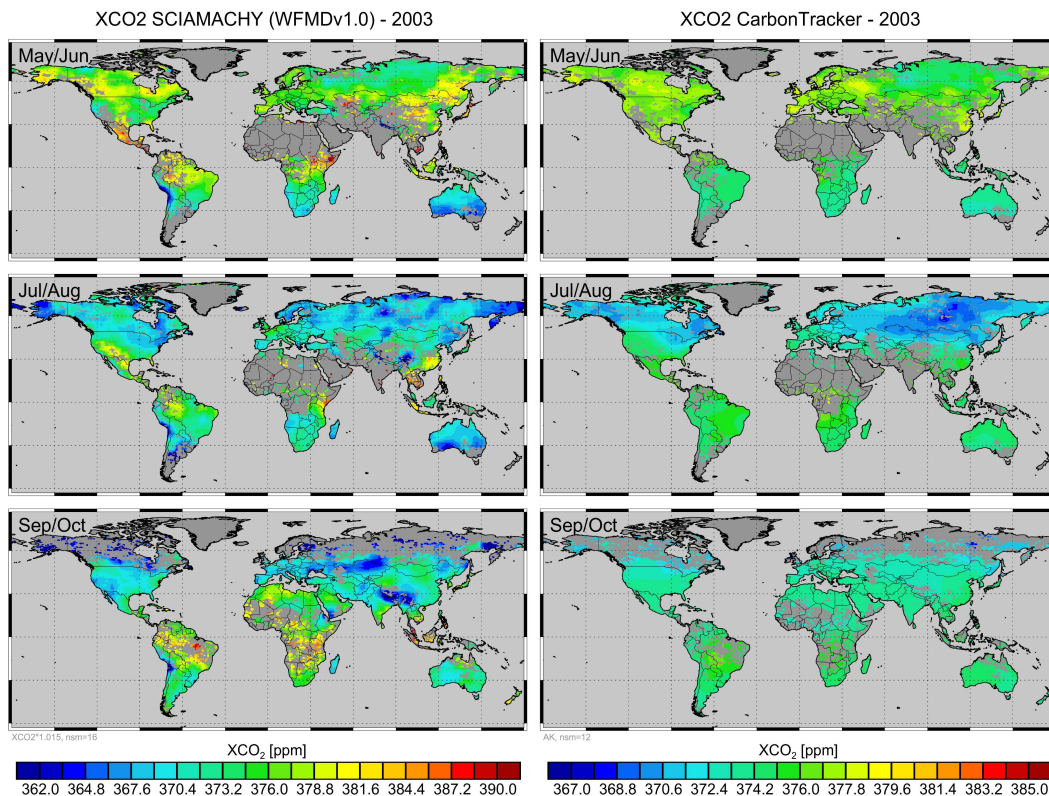 XCO2 SCIAMACHY (WFMDv1.0) - 2003
XCO2 CarbonTracker - 2003
May/Jun
May/Jun
Jul/Aug
Jul/Aug
Sep/Oct
Sep/Oct
XCO2*1.015, nsm=16
AK, nsm=12
XCO₂ [ppm]
XCO₂ [ppm]
362.0 364.8 367.6 370.4 373.2 376.0 378.8 381.6 384.4 387.2 390.0
367.0 368.8 370.6 372.4 374.2 376.0 377.8 379.6 381.4 383.2 385.0